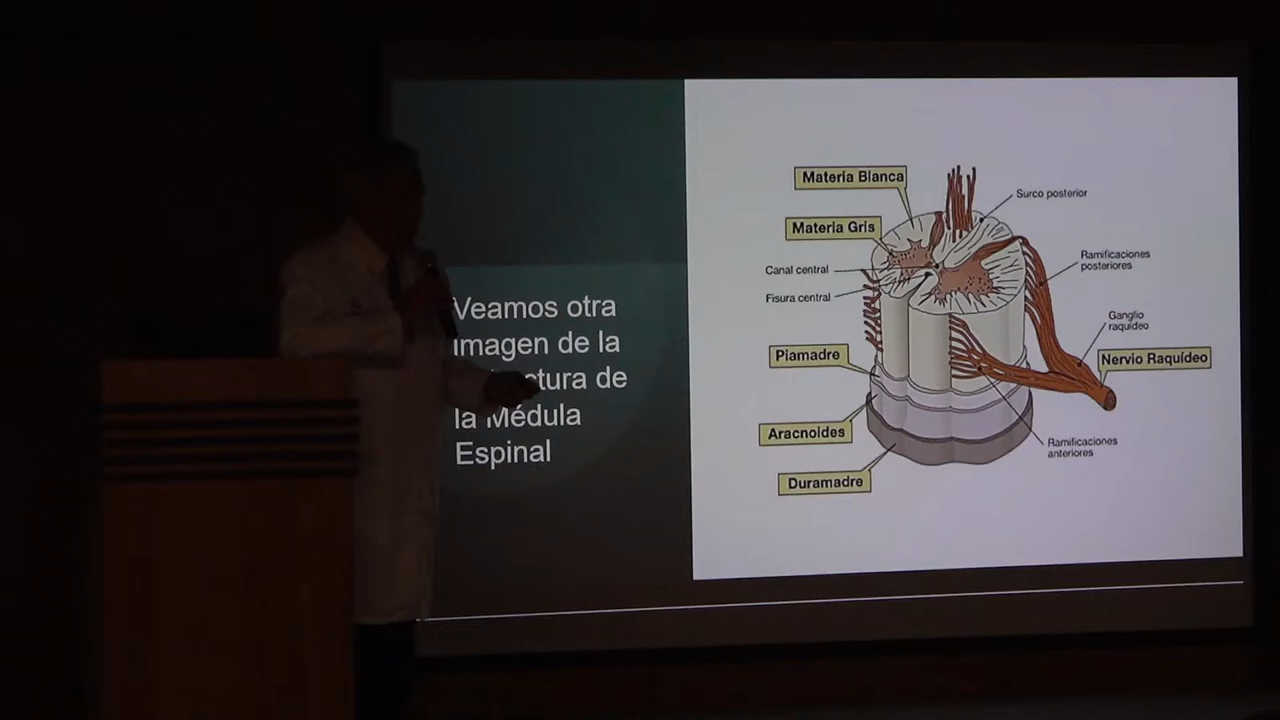 Veamos otra
imagen de la
ctura de
la Médula
Espinal
Materia Blanca
Materia Gris
Canal central
Fisura central
Piamadre
Aracnoides
Duramadre
Surco posterior
Ramificaciones
posteriores
Ganglio
raquídeo
Nervio Raquídeo
Ramificaciones
anteriores